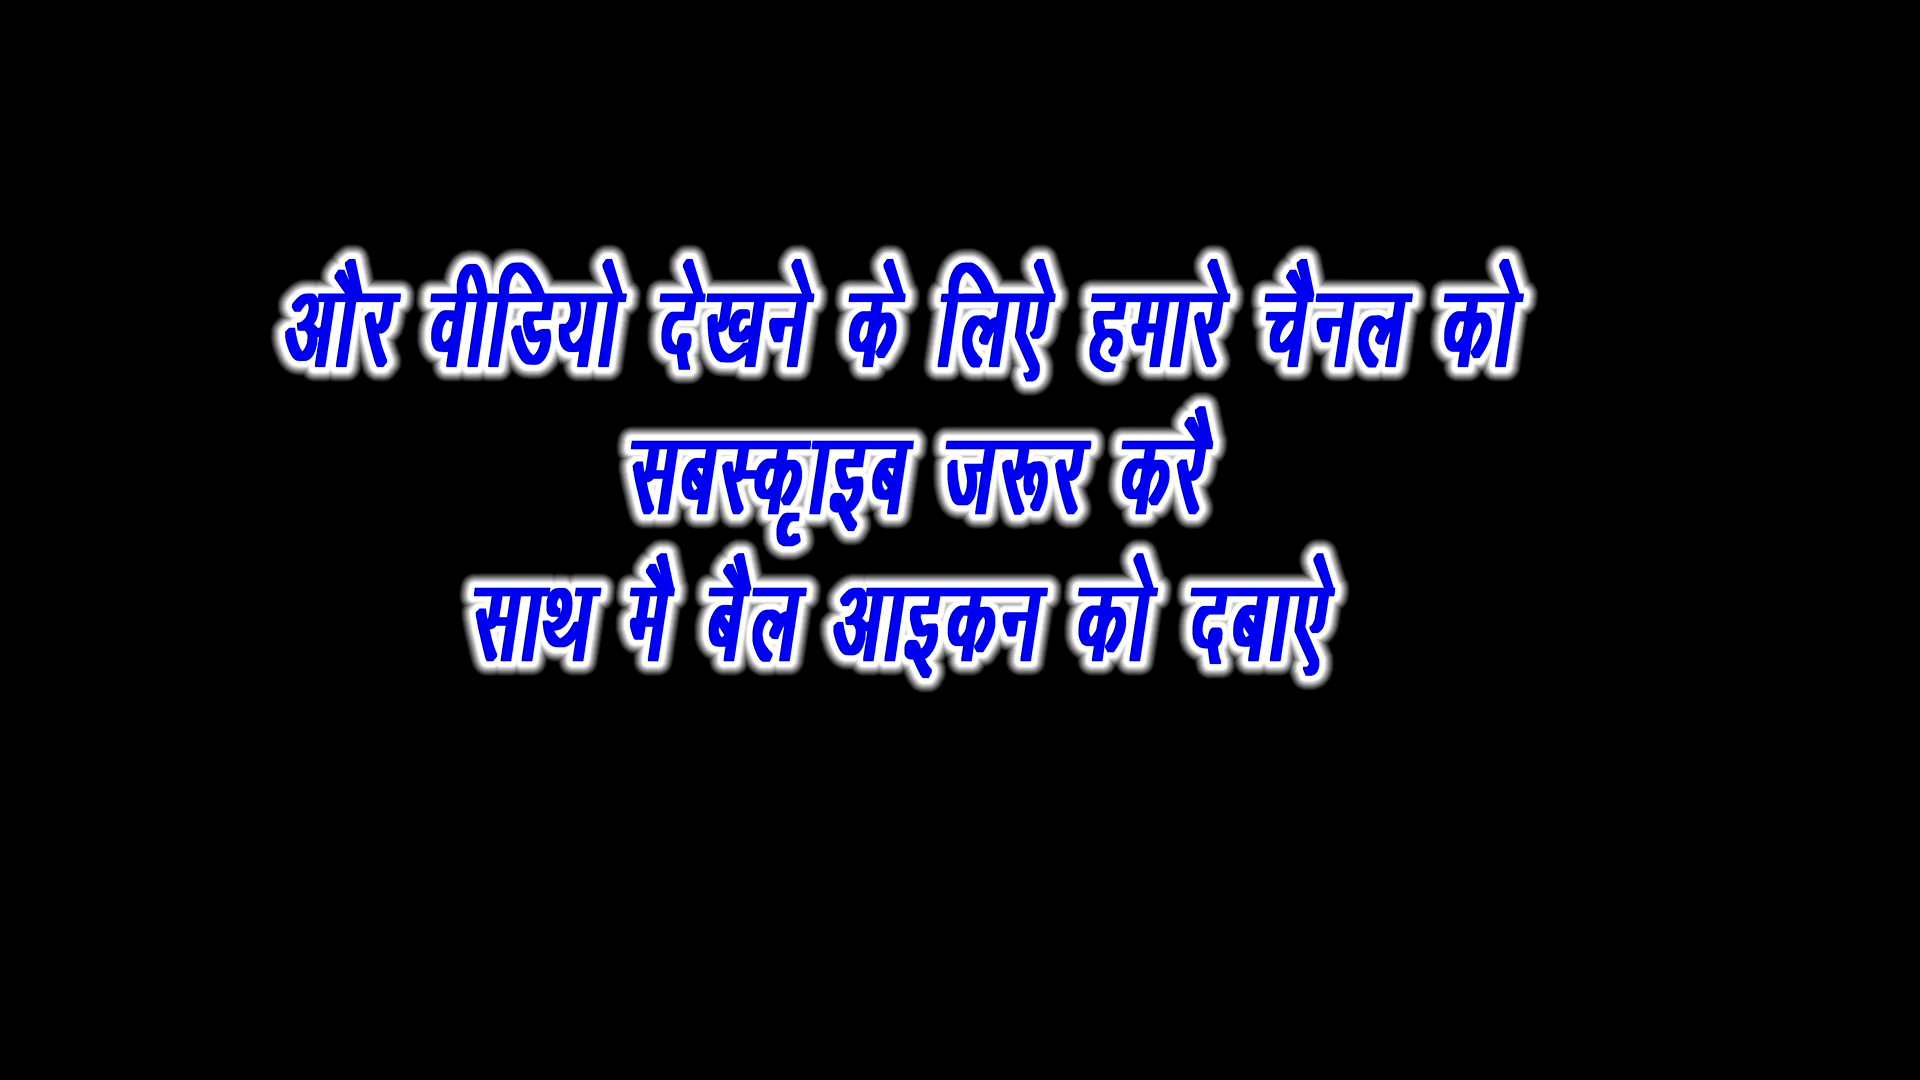 और वीडियो देखने के लिऐ हमारे चैनल को
सबस्कृाइब जरूर करै
साथ मै बैल आइकन को दबाऐ